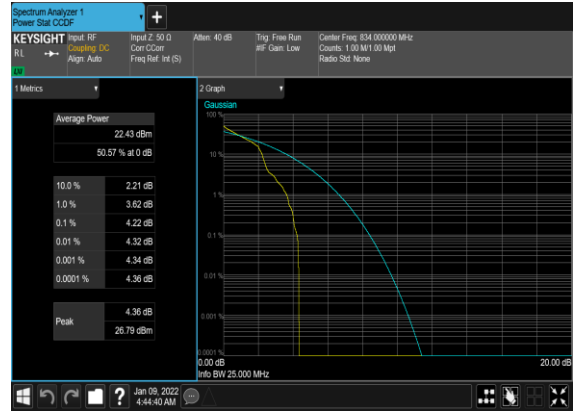 Spectrum Analyzer 1
Power Stat CCDF
KEYSIGHT
RL
Input: RF
Coupling: DC
Align: Auto
Input Z: 50 Ω
Corr CCorr
Freq Ref: Int (S)
Atten: 40 dB
Trig: Free Run
#IF Gain: Low
Center Freq: 834.000000 MHz
Counts: 1.00 M/1.00 Mpt
Radio Std: None
1 Metrics
Average Power
22.43 dBm
50.57 % at 0 dB
10.0 % 2.21 dB
1.0 % 3.62 dB
0.1 % 4.22 dB
0.01 % 4.32 dB
0.001 % 4.34 dB
0.0001 % 4.36 dB
Peak
4.36 dB
26.79 dBm
2 Graph
Gaussian
100 %
10 %
1 %
0.1 %
0.01 %
0.001 %
0.0001 %
0.00 dB 20.00 dB
Info BW 25.000 MHz
?
Jan 09, 2022
4:44:40 AM